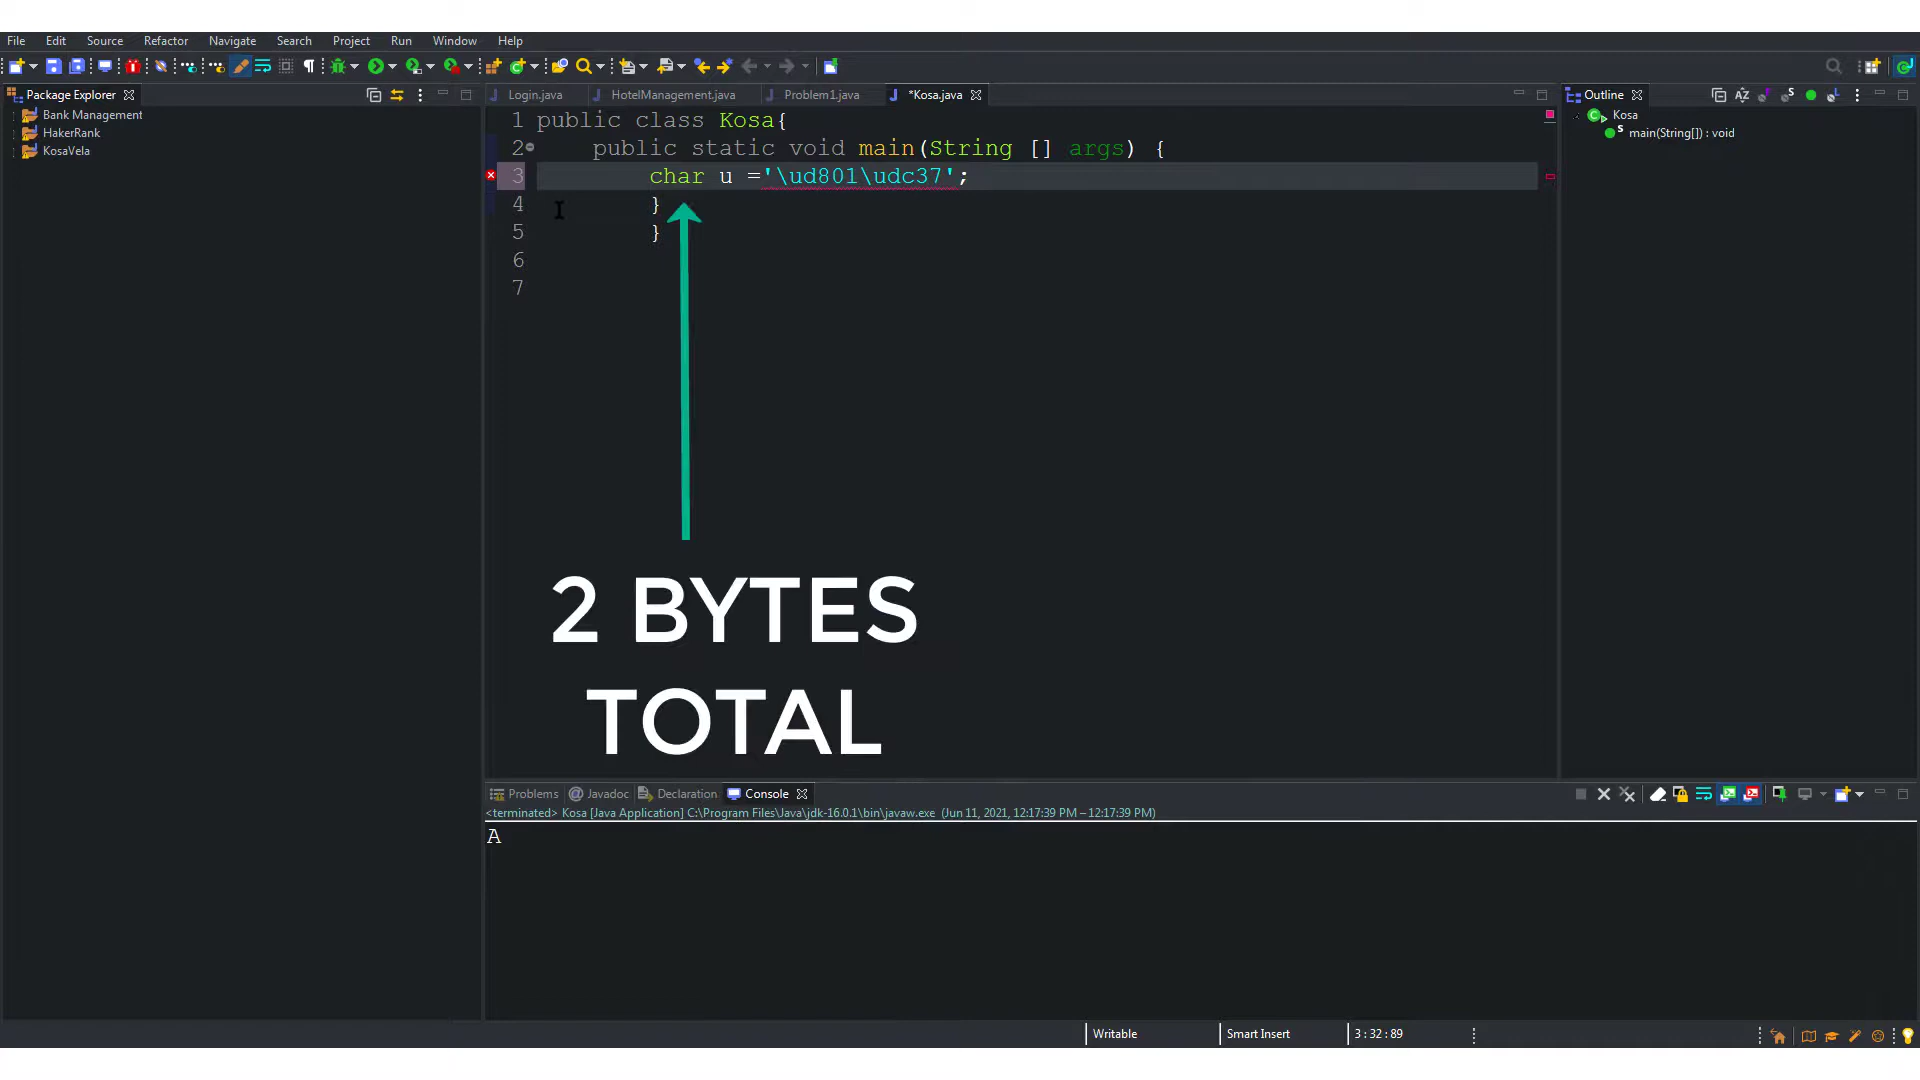 File Edit Source Refactor Navigate Search Project Run Window Help
Package Explorer
Bank Management
HakerRank
KosaVela
Login.java HotelManagement.java Problem1.java *Kosa.java
1 public class Kosa{
2 public static void main(String [] args) {
3 char u ='\ud801\udc37';
4 }
5 }
6
7
2 BYTES
TOTAL
Outline
Kosa
main(String[]) : void
Problems Javadoc Declaration Console
<terminated> Kosa [Java Application] C:\Program Files\Java\jdk-16.0.1\bin\javaw.exe (Jun 11, 2021, 12:17:39 PM – 12:17:39 PM)
A
Writable Smart Insert 3 : 32 : 89